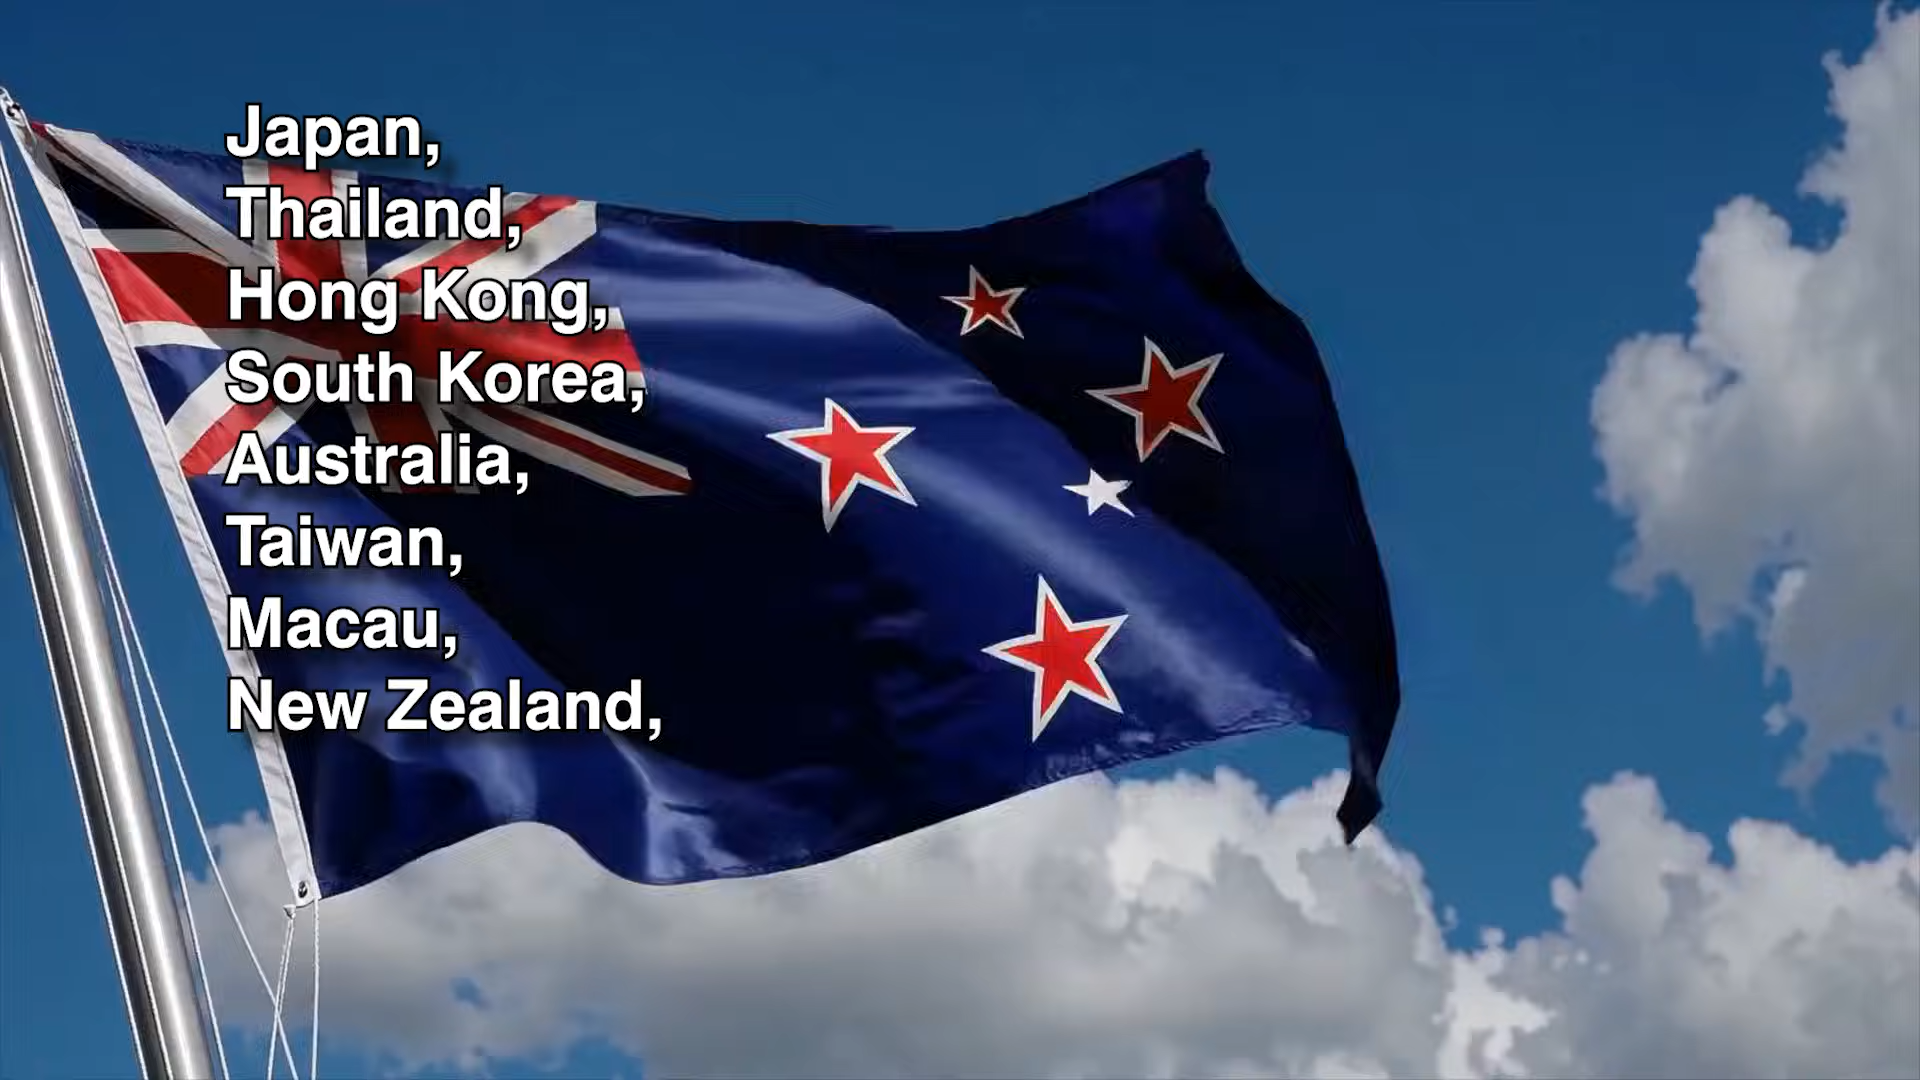 Japan,
Thailand,
Hong Kong,
South Korea,
Australia,
Taiwan,
Macau,
New Zealand,